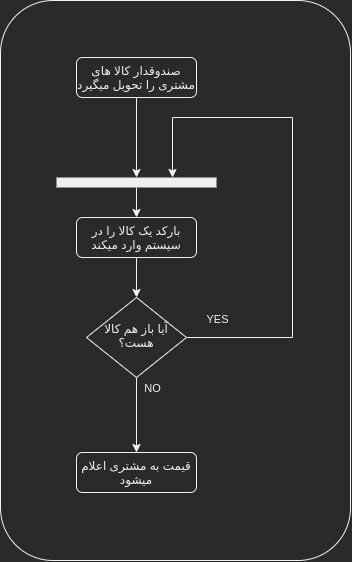 صندوقدار کالا های
مشتری را تحویل میگیرد
بارکد یک کالا را در
سیستم وارد میکند
آیا باز هم کالا
هست؟
YES
NO
قیمت به مشتری اعلام
میشود